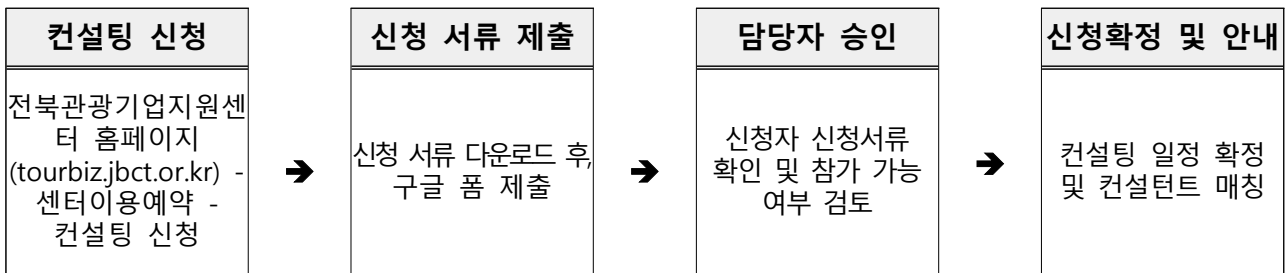 컨설팅 신청
전북관광기업지원센
터 홈페이지
(tourbiz.jbct.or.kr) -
센터이용예약 -
컨설팅 신청
신청 서류 제출
신청 서류 다운로드 후,
구글 폼 제출
담당자 승인
신청자 신청서류
확인 및 참가 가능
여부 검토
신청확정 및 안내
컨설팅 일정 확정
및 컨설턴트 매칭